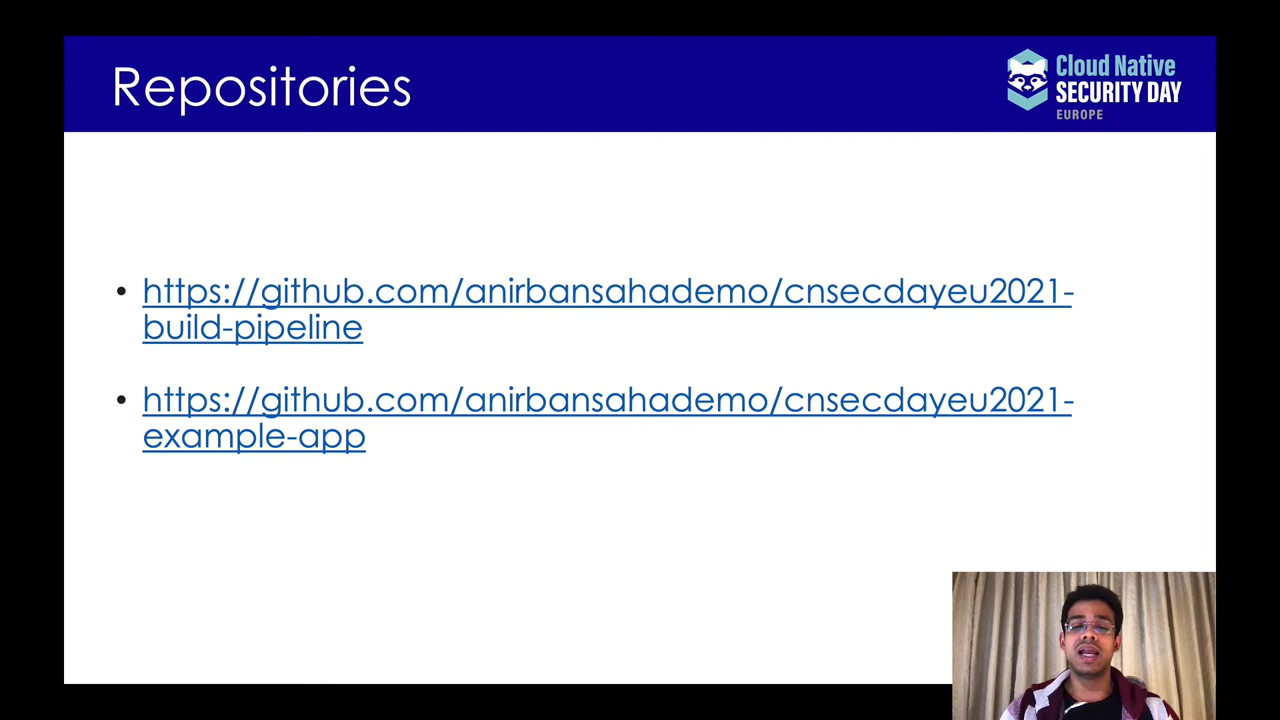 Repositories
Cloud Native
SECURITY DAY
EUROPE
• https://github.com/anirbansahademo/cnsecdayeu2021-
build-pipeline
• https://github.com/anirbansahademo/cnsecdayeu2021-
example-app